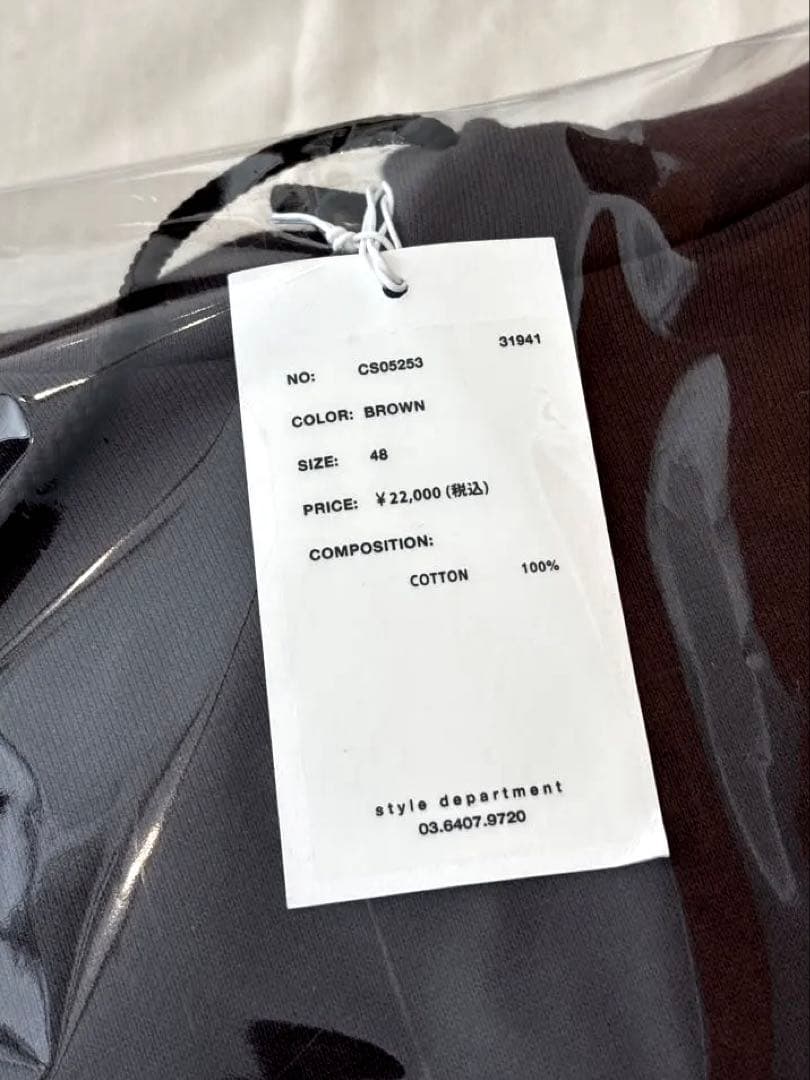 31941
NO: CS05253
COLOR: BROWN
SIZE: 48
PRICE: ¥22,000 (税込)
COMPOSITION:
COTTON 100%
style department
03.6407.9720